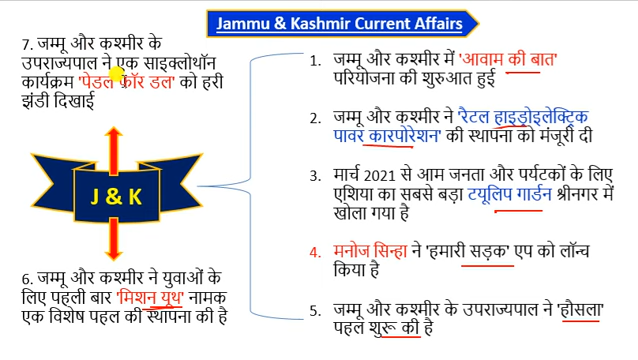 Jammu & Kashmir Current Affairs
7. जम्मू और कश्मीर के
उपराज्यपाल ने एक साइक्लोथॉन
कार्यक्रम 'पेडल फ़ॉर डल' को हरी
झंडी दिखाई
J & K
6. जम्मू और कश्मीर ने युवाओं के
लिए पहली बार 'मिशन यूथ' नामक
एक विशेष पहल की स्थापना की है
1. जम्मू और कश्मीर में 'आवाम की बात'
परियोजना की शुरुआत हुई
2. जम्मू और कश्मीर ने 'रैटल हाइड्रोइलेक्ट्रिक
पावर कारपोरेशन' की स्थापना को मंजूरी दी
3. मार्च 2021 से आम जनता और पर्यटकों के लिए
एशिया का सबसे बड़ा टयूलिप गार्डन श्रीनगर में
खोला गया है
4. मनोज सिन्हा ने 'हमारी सड़क' एप को लॉन्च
किया है
5. जम्मू और कश्मीर के उपराज्यपाल ने 'हौसला'
पहल शुरू की है